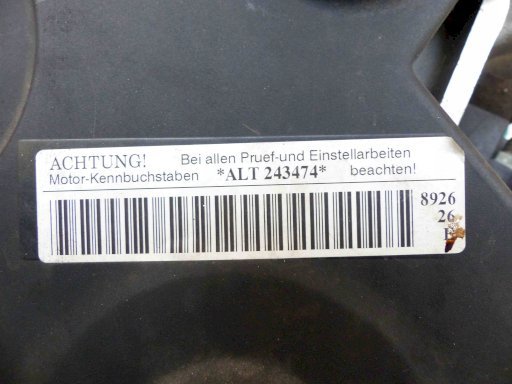 ACHTUNG! Bei allen Pruef-und Einstellarbeiten
Motor-Kennbuchstaben *ALT 243474* beachten!
8926
26